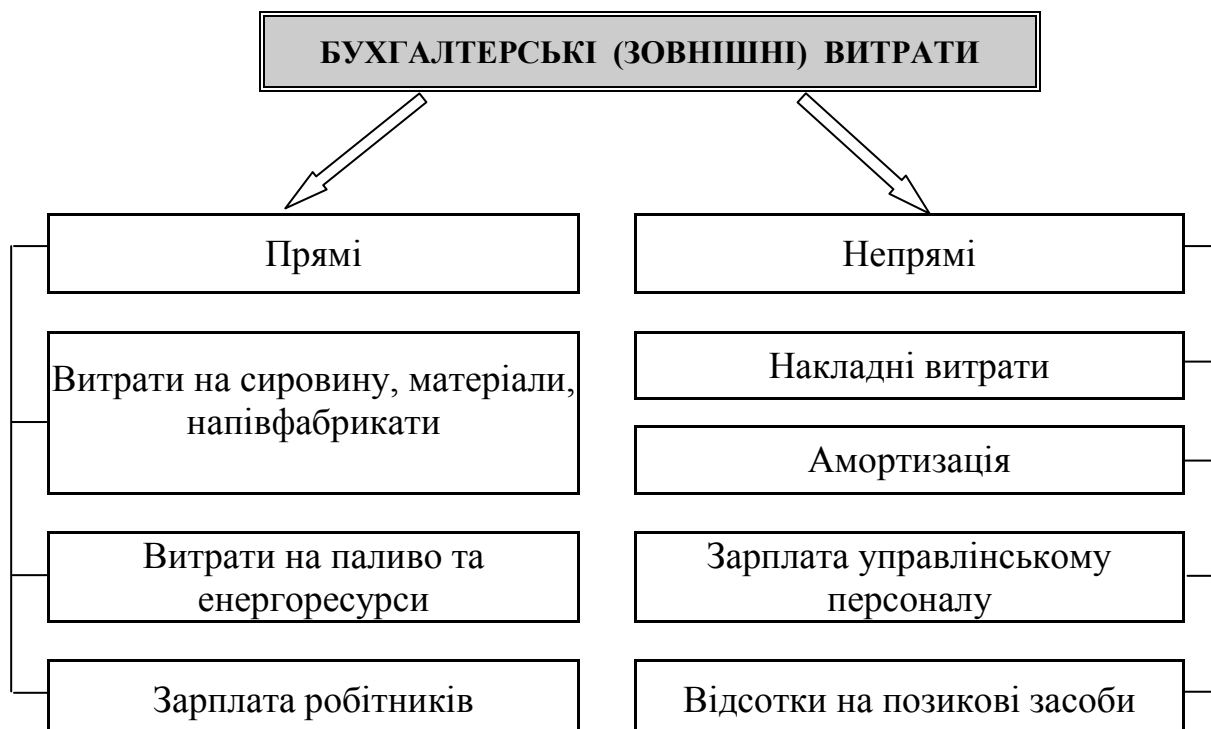 БУХГАЛТЕРСЬКІ (ЗОВНІШНІ) ВИТРАТИ
Прямі
Витрати на сировину, матеріали,
напівфабрикати
Витрати на паливо та
енергоресурси
Зарплата робітників
Непрямі
Накладні витрати
Амортизація
Зарплата управлінському
персоналу
Відсотки на позикові засоби